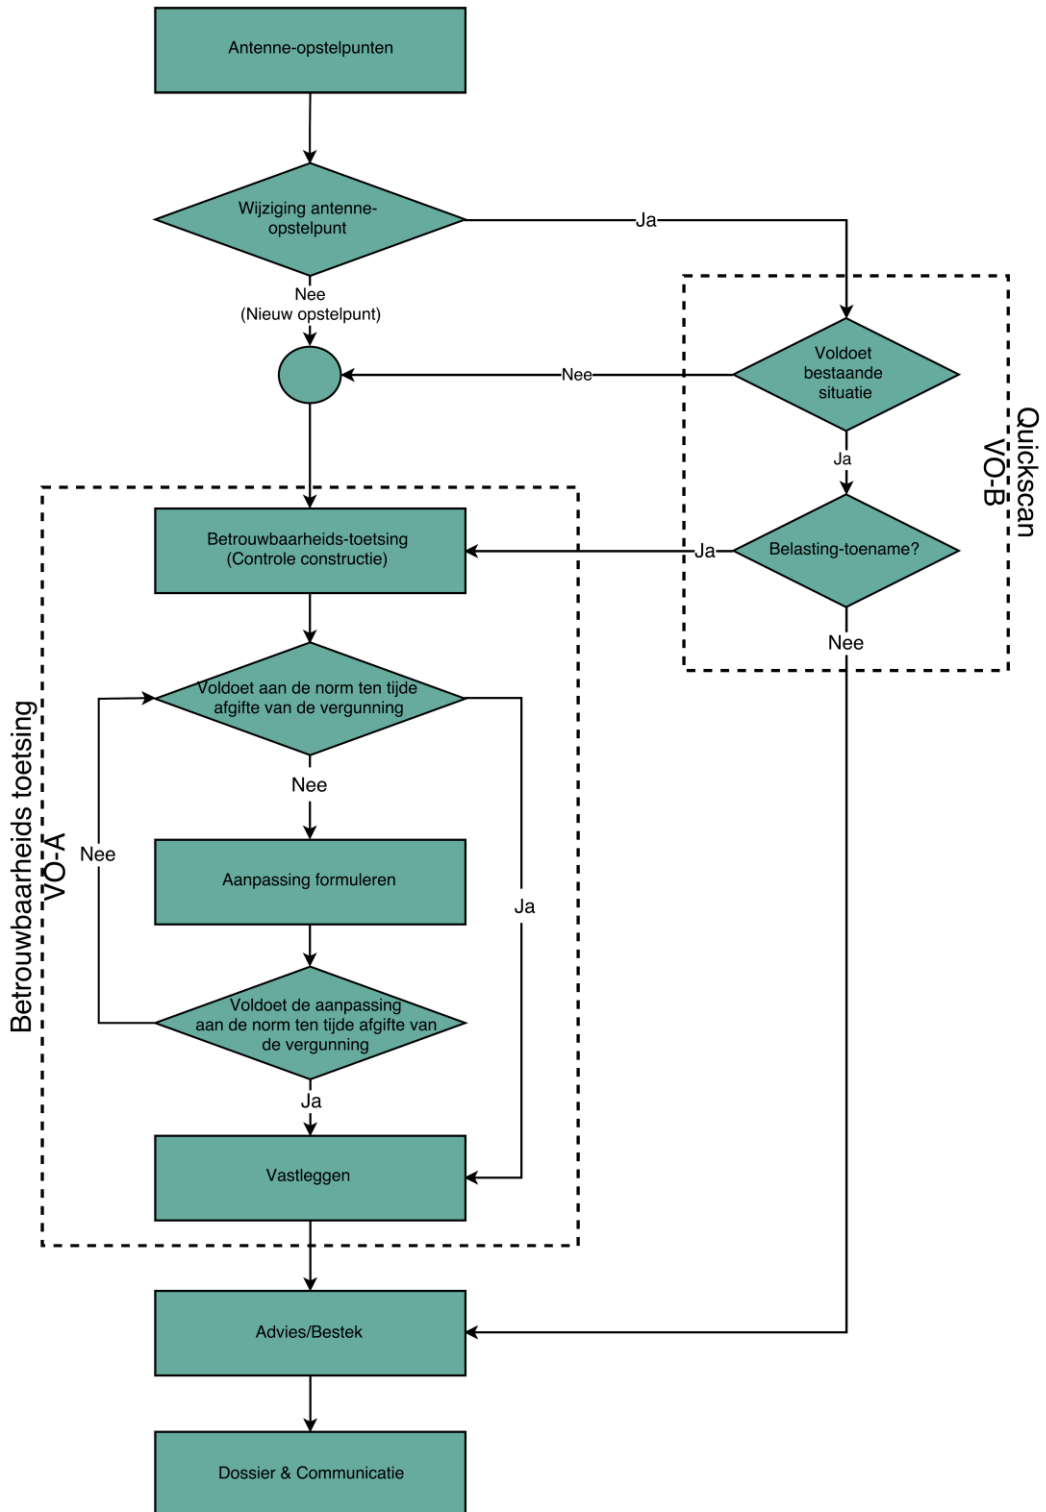 Antenne-opstelpunten
Wijziging antenne-
opstelpunt
Ja
Nee
(Nieuw opstelpunt)
Voldoet
bestaande
situatie
Nee
Ja
Quickscan
VO-B
Betrouwbaarheids-toetsing
(Controle constructie)
Ja
Belasting-toename?
Nee
Voldoet aan de norm ten tijde
afgifte van de vergunning
Nee
Betrouwbaarheids toetsing
VO-A
Nee
Aanpassing formuleren
Ja
Voldoet de aanpassing
aan de norm ten tijde afgifte van
de vergunning
Ja
Vastleggen
Advies/Bestek
Dossier & Communicatie